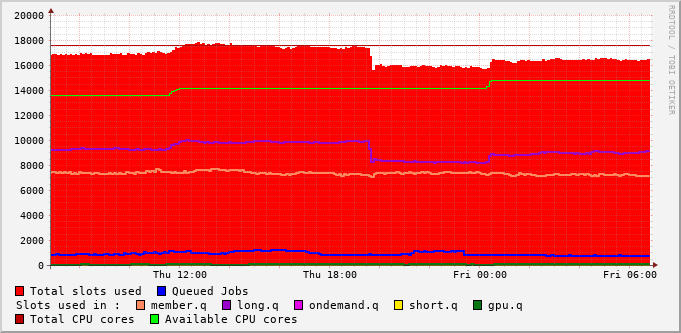 20000
18000
16000
14000
12000
10000
8000
6000
4000
2000
0
Thu 12:00 Thu 18:00 Fri 00:00 Fri 06:00
Total slots used Queued Jobs
Slots used in : member.q long.q ondemand.q short.q gpu.q
Total CPU cores Available CPU cores
RRDTOOL / TOBI OETIKER